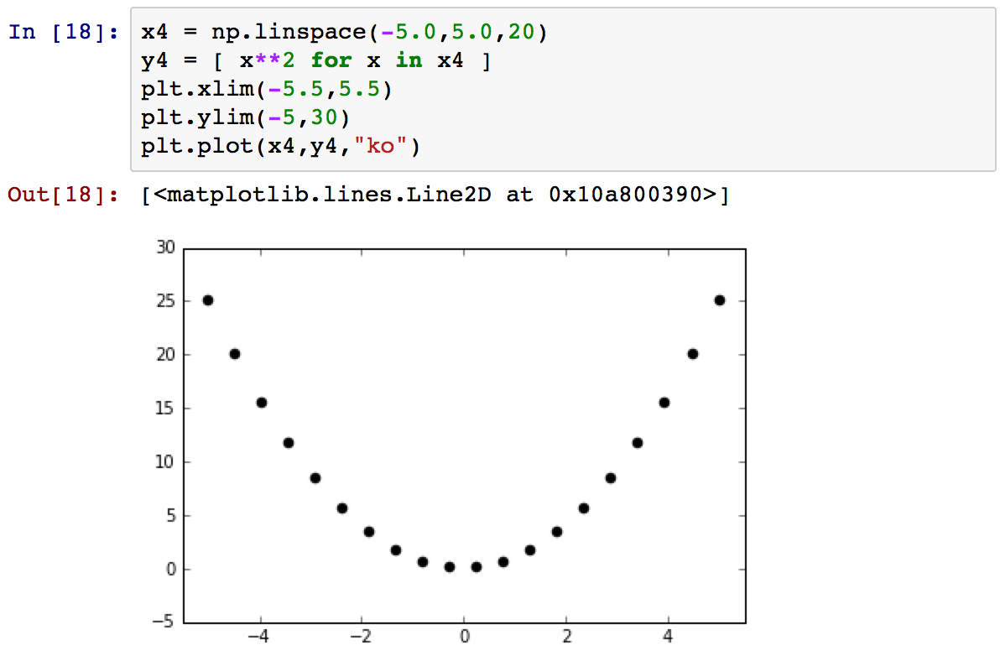 In [18]: x4 = np.linspace(-5.0,5.0,20)
y4 = [ x**2 for x in x4 ]
plt.xlim(-5.5,5.5)
plt.ylim(-5,30)
plt.plot(x4,y4,"ko")
Out[18]: [<matplotlib.lines.Line2D at 0x10a800390>]
30
25
20
15
10
5
0
−5
−4 −2 0 2 4